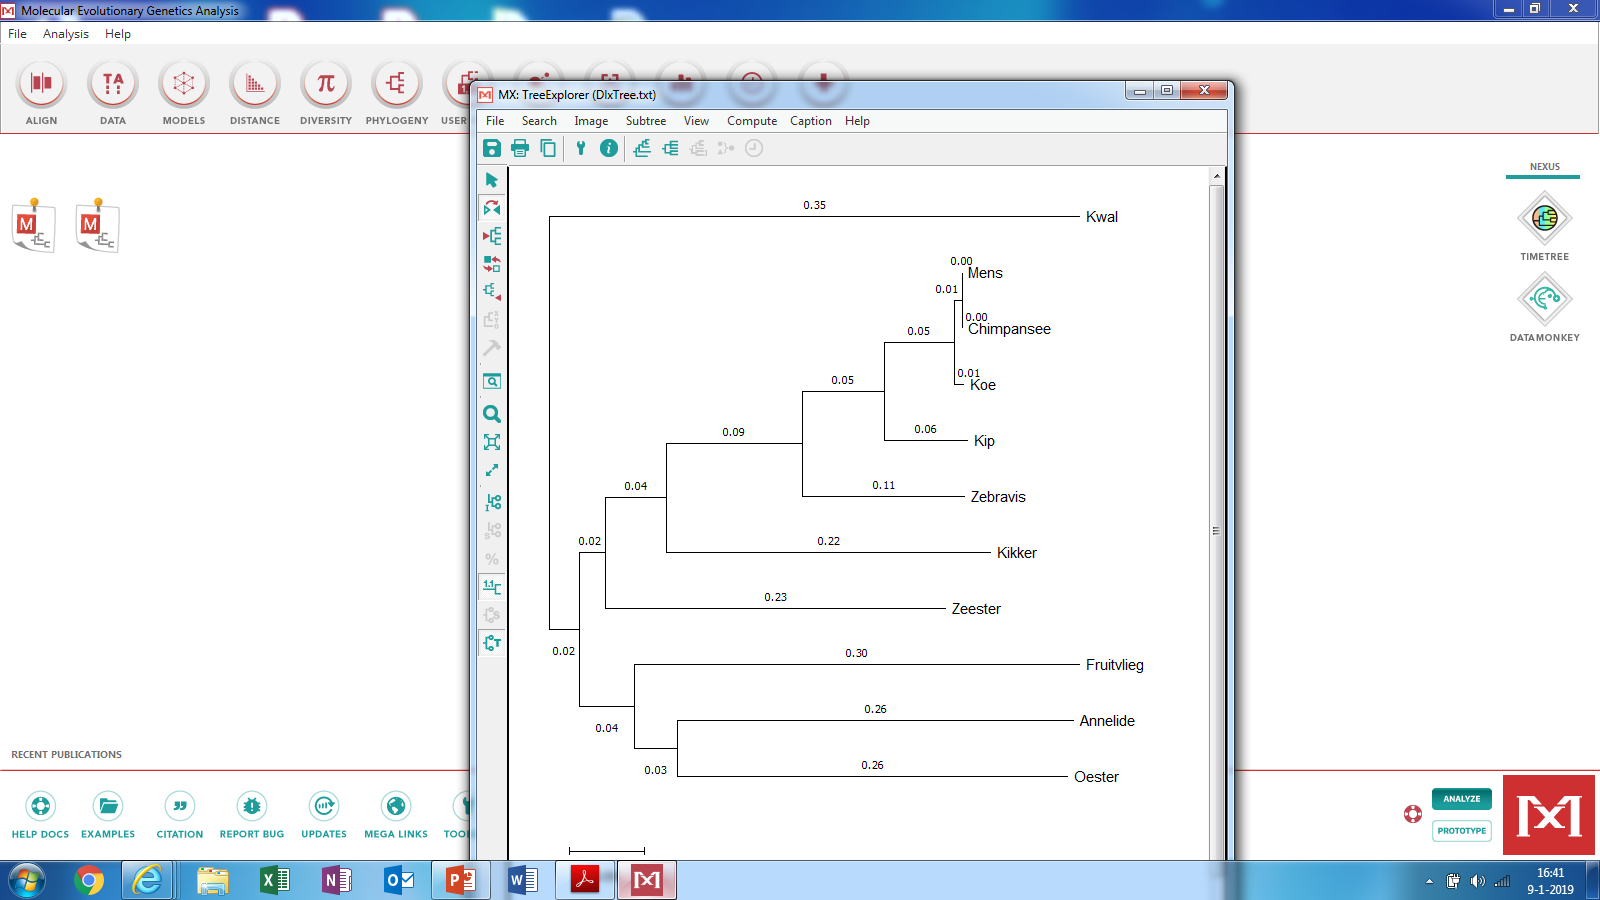 Molecular Evolutionary Genetics Analysis
File Analysis Help
TA
π
ALIGN DATA MODELS DISTANCE DIVERSITY PHYLOGENY USER
MX: TreeExplorer (DlxTree.txt)
File Search Image Subtree View Compute Caption Help
NEXUS
TIMETREE
DATAMONKEY
M M
0.35
Kwal
0.00
Mens
0.01
0.00
Chimpansee
0.05
0.01
Koe
0.05
0.06
Kip
0.09
0.11
Zebravis
0.04
0.22
Kikker
0.02
0.23
Zeester
0.02
0.30
Fruitvlieg
0.04
0.26
Annelide
0.03
0.26
Oester
RECENT PUBLICATIONS
HELP DOCS EXAMPLES CITATION REPORT BUG UPDATES MEGA LINKS TOO
ANALYZE
PROTOTYPE
16:41
9-1-2019